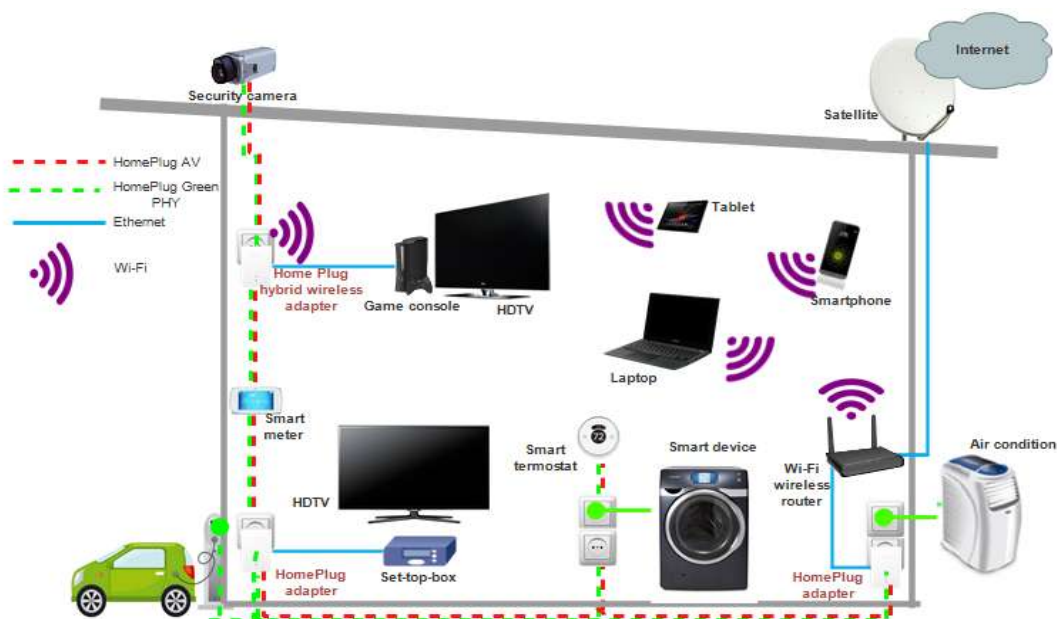 Internet
Security camera
Satellite
HomePlug AV
HomePlug Green
PHY
Ethernet
Wi-Fi
Tablet
Home Plug
hybrid wireless
adapter
Game console
HDTV
Smartphone
Laptop
Smart
meter
72
Smart
termostat
Smart device
Wi-Fi
wireless
router
Air condition
HDTV
HomePlug
adapter
Set-top-box
HomePlug
adapter